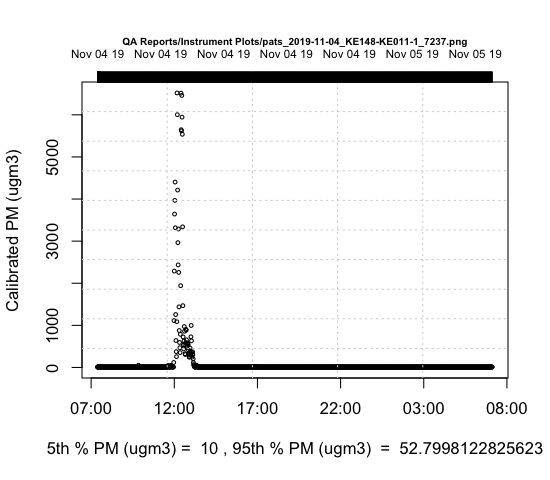 QA Reports/Instrument Plots/pats_2019-11-04_KE148-KE011-1_7237.png
Nov 04 19 Nov 04 19 Nov 04 19 Nov 04 19 Nov 04 19 Nov 05 19 Nov 05 19
Calibrated PM (ugm3)
5000
3000
1000
0
07:00 12:00 17:00 22:00 03:00 08:00
5th % PM (ugm3) = 10 , 95th % PM (ugm3) = 52.7998122825623